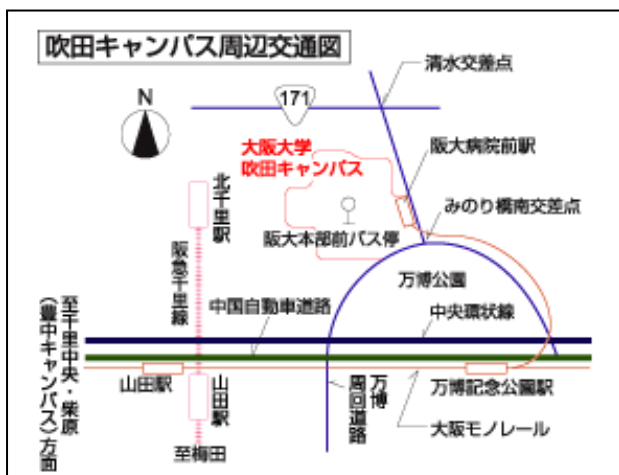 吹田キャンパス周辺交通図
171
清水交差点
N
大阪大学
吹田キャンパス
阪大病院前駅
北千里駅
みのり橋南交差点
阪大本部前バス停
阪急千里線
万博公園
中国自動車道路
中央環状線
至千里中央・柴原
(豊中キャンパス)方面
山田駅
山田駅
万博
周回道路
万博記念公園駅
大阪モノレール
至梅田